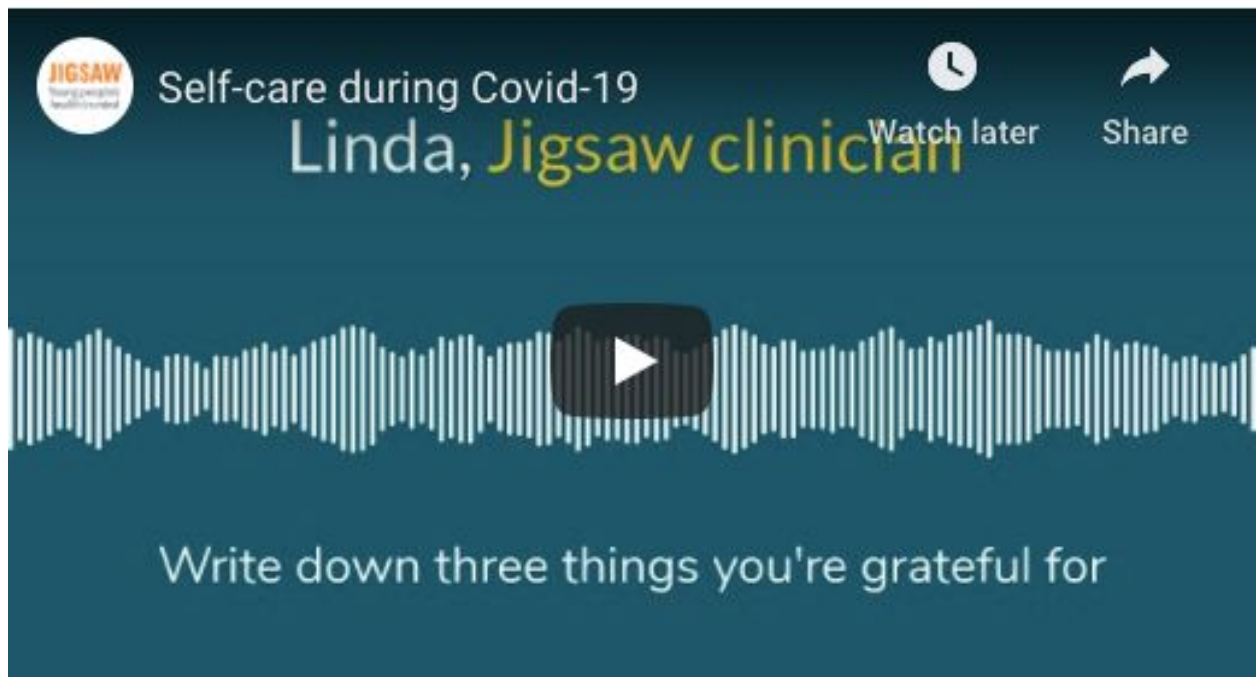 JIGSAW
Self-care during Covid-19
Watch later
Share
Linda, Jigsaw clinician
Write down three things you're grateful for